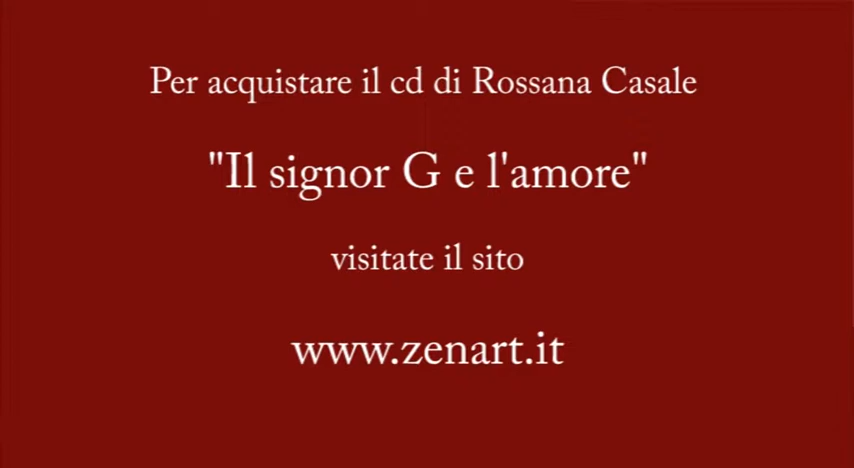 Per acquistare il cd di Rossana Casale
"Il signor G e l'amore"
visitate il sito
www.zenart.it